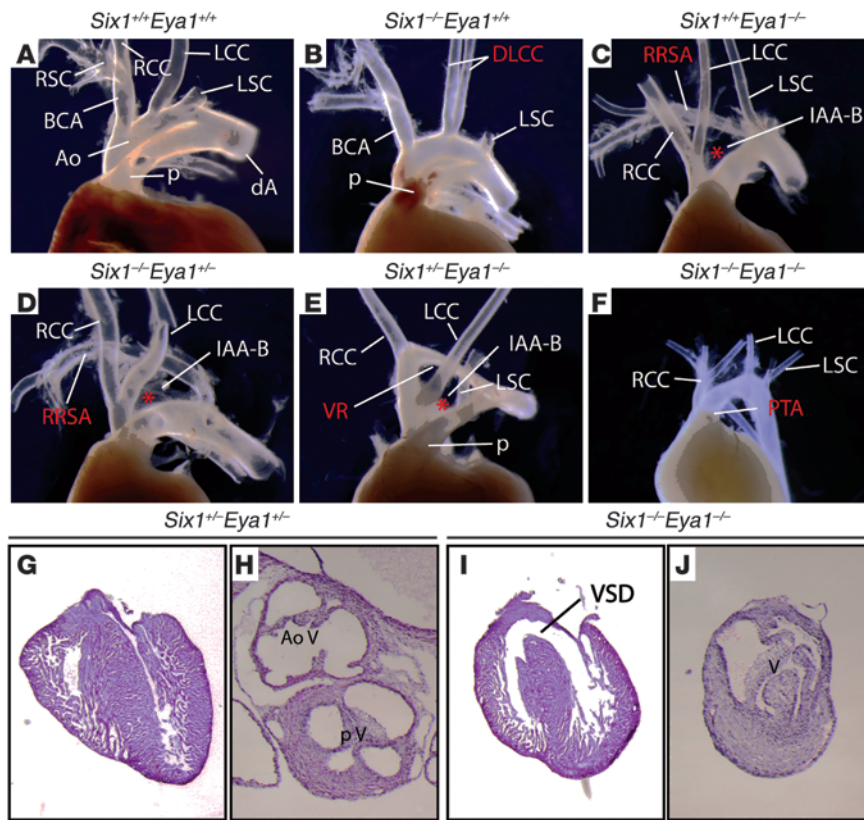 Six1+/+Eya1+/+ Six1−/−Eya1+/+ Six1+/+Eya1−/−
A
RSC
RCC
LCC
LSC
BCA
Ao
p
dA
B
DLCC
BCA
LSC
p
C
RRSA
LCC
LSC
IAA-B
*
RCC
Six1−/−Eya1+/− Six1+/−Eya1−/− Six1−/−Eya1−/−
D
RCC
LCC
IAA-B
*
RRSA
E
LCC
RCC
IAA-B
LSC
*
VR
p
F
LCC
LSC
RCC
PTA
Six1+/−Eya1+/− Six1−/−Eya1−/−
G
H
Ao V
p V
I
VSD
J
V